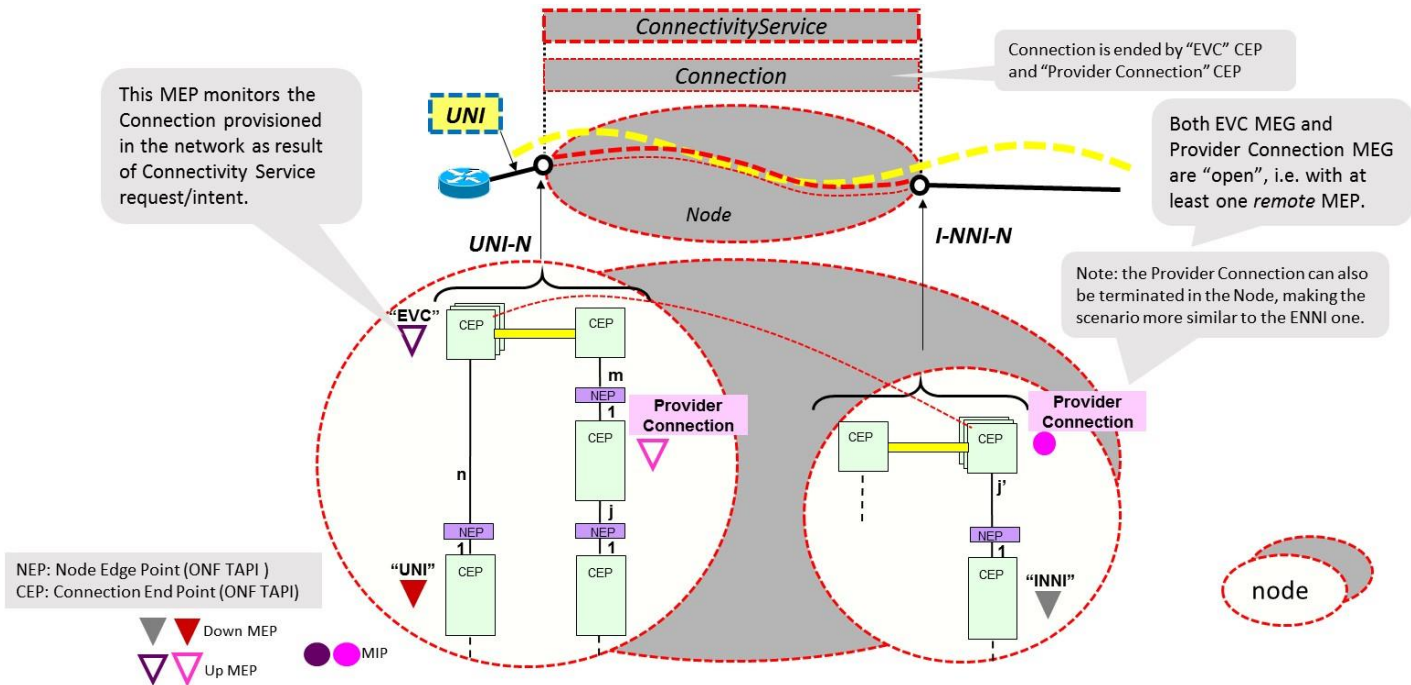 ConnectivityService
Connection
Connection is ended by “EVC” CEP
and “Provider Connection” CEP
This MEP monitors the
Connection provisioned
in the network as result
of Connectivity Service
request/intent.
UNI
Both EVC MEG and
Provider Connection MEG
are “open”, i.e. with at
least one remote MEP.
Node
UNI-N
I-NNI-N
Note: the Provider Connection can also
be terminated in the Node, making the
scenario more similar to the ENNI one.
“EVC”
CEP
CEP
m
NEP
1
Provider
Connection
CEP
n
j
NEP
1
NEP
1
“UNI”
CEP
CEP
Provider
Connection
CEP
CEP
j’
NEP
1
“INNI”
CEP
NEP: Node Edge Point (ONF TAPI )
CEP: Connection End Point (ONF TAPI)
Down MEP
Up MEP
MIP
node